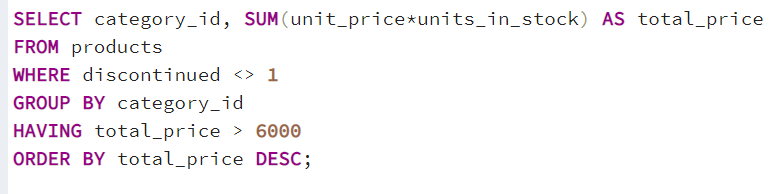 SELECT category_id, SUM(unit_price*units_in_stock) AS total_price
FROM products
WHERE discontinued <> 1
GROUP BY category_id
HAVING total_price > 6000
ORDER BY total_price DESC;